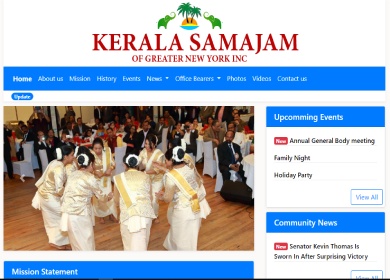 KERALA SAMAJAM
OF GREATER NEW YORK INC
Home About us Mission History Events News Office Bearers Photos Videos Contact us
Update
Upcomming Events
New Annual General Body meeting
Family Night
Holiday Party
View All
Community News
New Senator Kevin Thomas Is
Sworn In After Surprising Victory
View All
Mission Statement